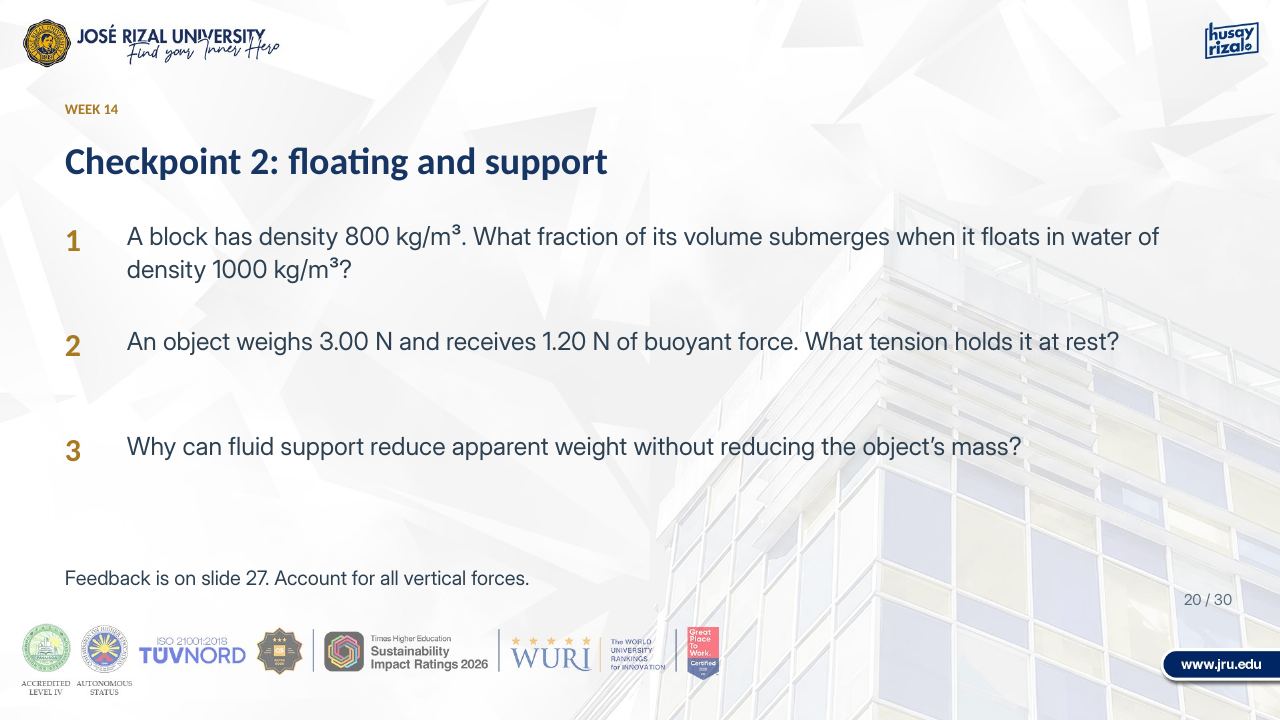 JOSÉ RIZAL UNIVERSITY
Find your Inner Hero
husay
rizal
WEEK 14
Checkpoint 2: floating and support
1
A block has density 800 kg/m³. What fraction of its volume submerges when it floats in water of
density 1000 kg/m³?
2
An object weighs 3.00 N and receives 1.20 N of buoyant force. What tension holds it at rest?
3
Why can fluid support reduce apparent weight without reducing the object’s mass?
Feedback is on slide 27. Account for all vertical forces.
20 / 30
ACCREDITED
LEVEL IV
AUTONOMOUS
STATUS
ISO 21001:2018
TÜVNORD
Times Higher Education
Sustainability
Impact Ratings 2026
WURI
The WORLD
UNIVERSITY
RANKINGS
for INNOVATION
Great
Place
To
Work.
Certified
www.jru.edu